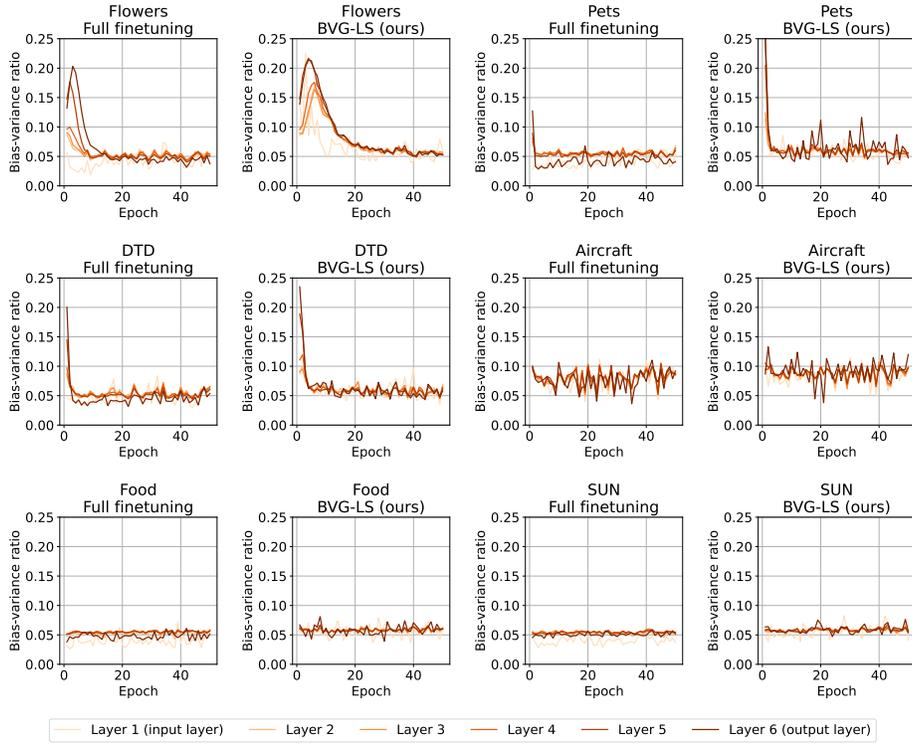 Flowers
Full finetuning
Flowers
BVG-LS (ours)
Pets
Full finetuning
Pets
BVG-LS (ours)
Bias-variance ratio
0.25
0.20
0.15
0.10
0.05
0.00
0 20 40
Epoch
Bias-variance ratio
0.25
0.20
0.15
0.10
0.05
0.00
0 20 40
Epoch
Bias-variance ratio
0.25
0.20
0.15
0.10
0.05
0.00
0 20 40
Epoch
Bias-variance ratio
0.25
0.20
0.15
0.10
0.05
0.00
0 20 40
Epoch
DTD
Full finetuning
DTD
BVG-LS (ours)
Aircraft
Full finetuning
Aircraft
BVG-LS (ours)
Bias-variance ratio
0.25
0.20
0.15
0.10
0.05
0.00
0 20 40
Epoch
Bias-variance ratio
0.25
0.20
0.15
0.10
0.05
0.00
0 20 40
Epoch
Bias-variance ratio
0.25
0.20
0.15
0.10
0.05
0.00
0 20 40
Epoch
Bias-variance ratio
0.25
0.20
0.15
0.10
0.05
0.00
0 20 40
Epoch
Food
Full finetuning
Food
BVG-LS (ours)
SUN
Full finetuning
SUN
BVG-LS (ours)
Bias-variance ratio
0.25
0.20
0.15
0.10
0.05
0.00
0 20 40
Epoch
Bias-variance ratio
0.25
0.20
0.15
0.10
0.05
0.00
0 20 40
Epoch
Bias-variance ratio
0.25
0.20
0.15
0.10
0.05
0.00
0 20 40
Epoch
Bias-variance ratio
0.25
0.20
0.15
0.10
0.05
0.00
0 20 40
Epoch
Layer 1 (input layer) Layer 2 Layer 3 Layer 4 Layer 5 Layer 6 (output layer)